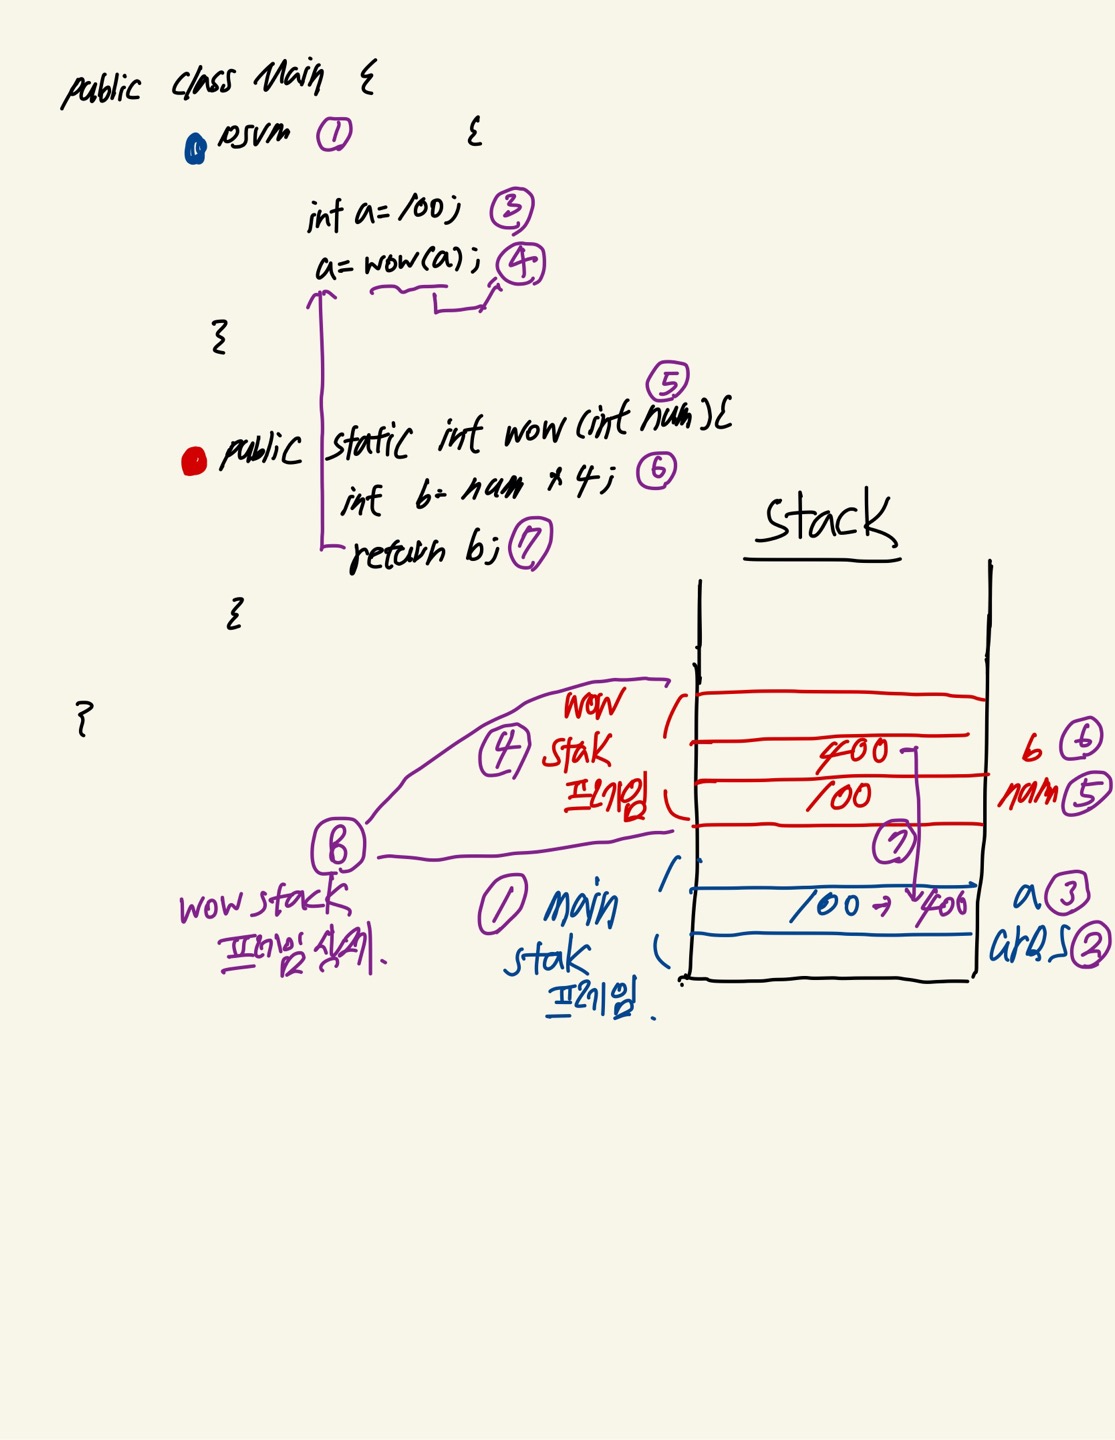 public class Main {
psvm ① {
int a = 100; ③
a = wow(a); ④
}
⑤
public static int wow (int num) {
int b = num * 4; ⑥
return b; ⑦
}
}
stack
wow
④ stak
프레임
400 b ⑥
100 num ⑤
⑦
⑧
wow stack
프레임 삭제.
① main
stak
프레임.
100 → 400 a ③
args ②